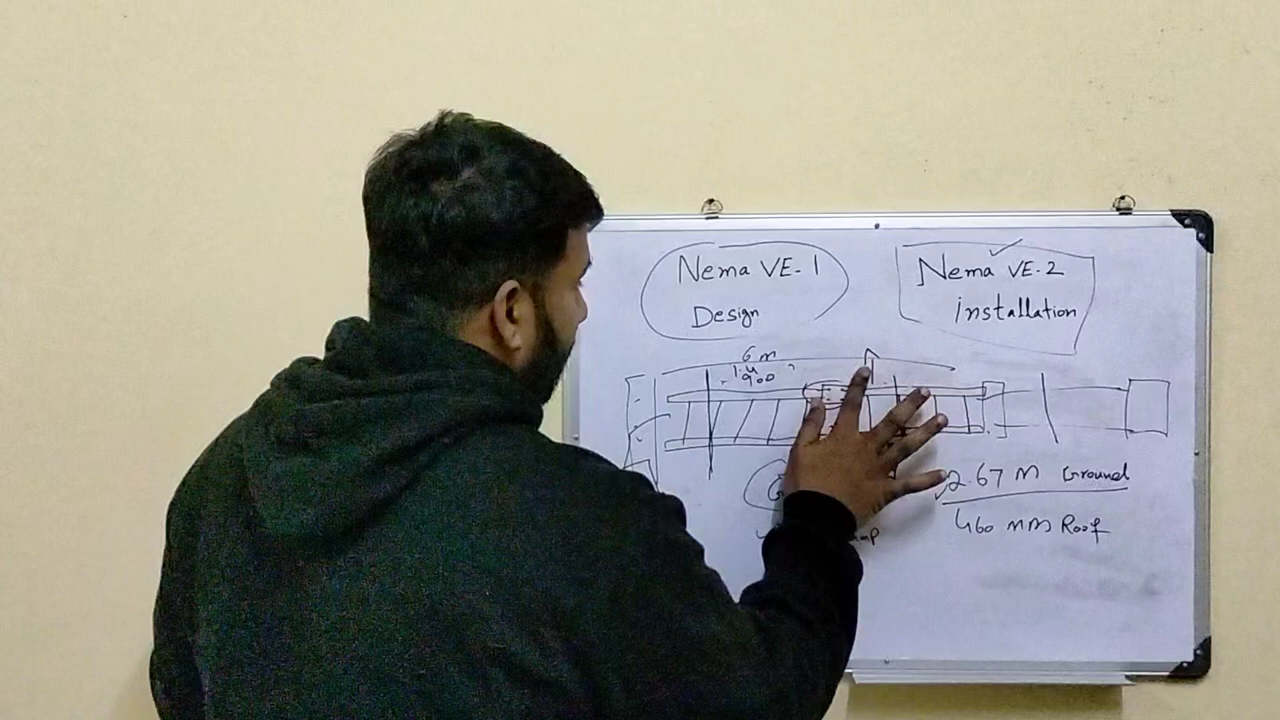 Nema VE-1
Design
Nema VE-2
installation
6 m
2.67 M Ground
460 mm Roof